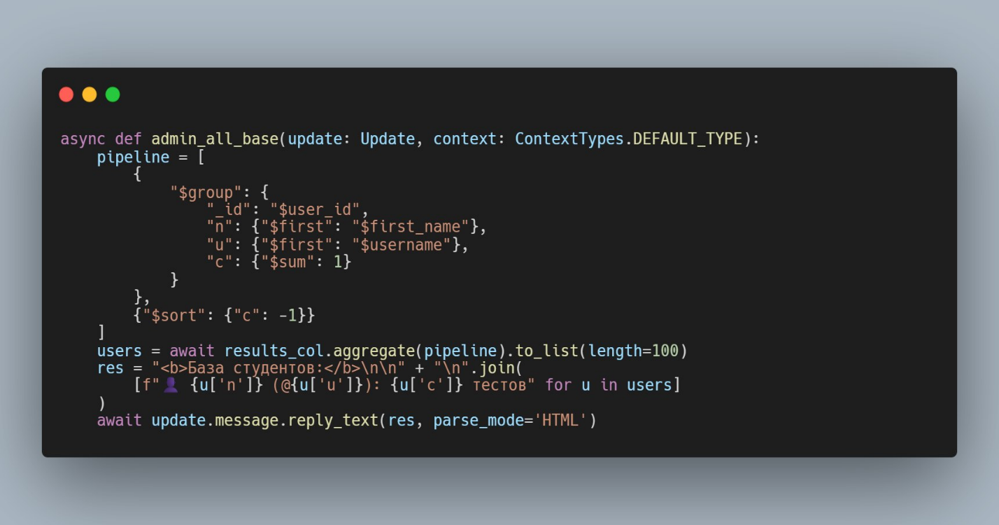 async def admin_all_base(update: Update, context: ContextTypes.DEFAULT_TYPE):
    pipeline = [
        {
            "$group": {
                "_id": "$user_id",
                "n": {"$first": "$first_name"},
                "u": {"$first": "$username"},
                "c": {"$sum": 1}
            }
        },
        {"$sort": {"c": -1}}
    ]
    users = await results_col.aggregate(pipeline).to_list(length=100)
    res = "<b>База студентов:</b>\n\n" + "\n".join(
        [f"👤 {u['n']} (@{u['u']}): {u['c']} тестов" for u in users]
    )
    await update.message.reply_text(res, parse_mode='HTML')